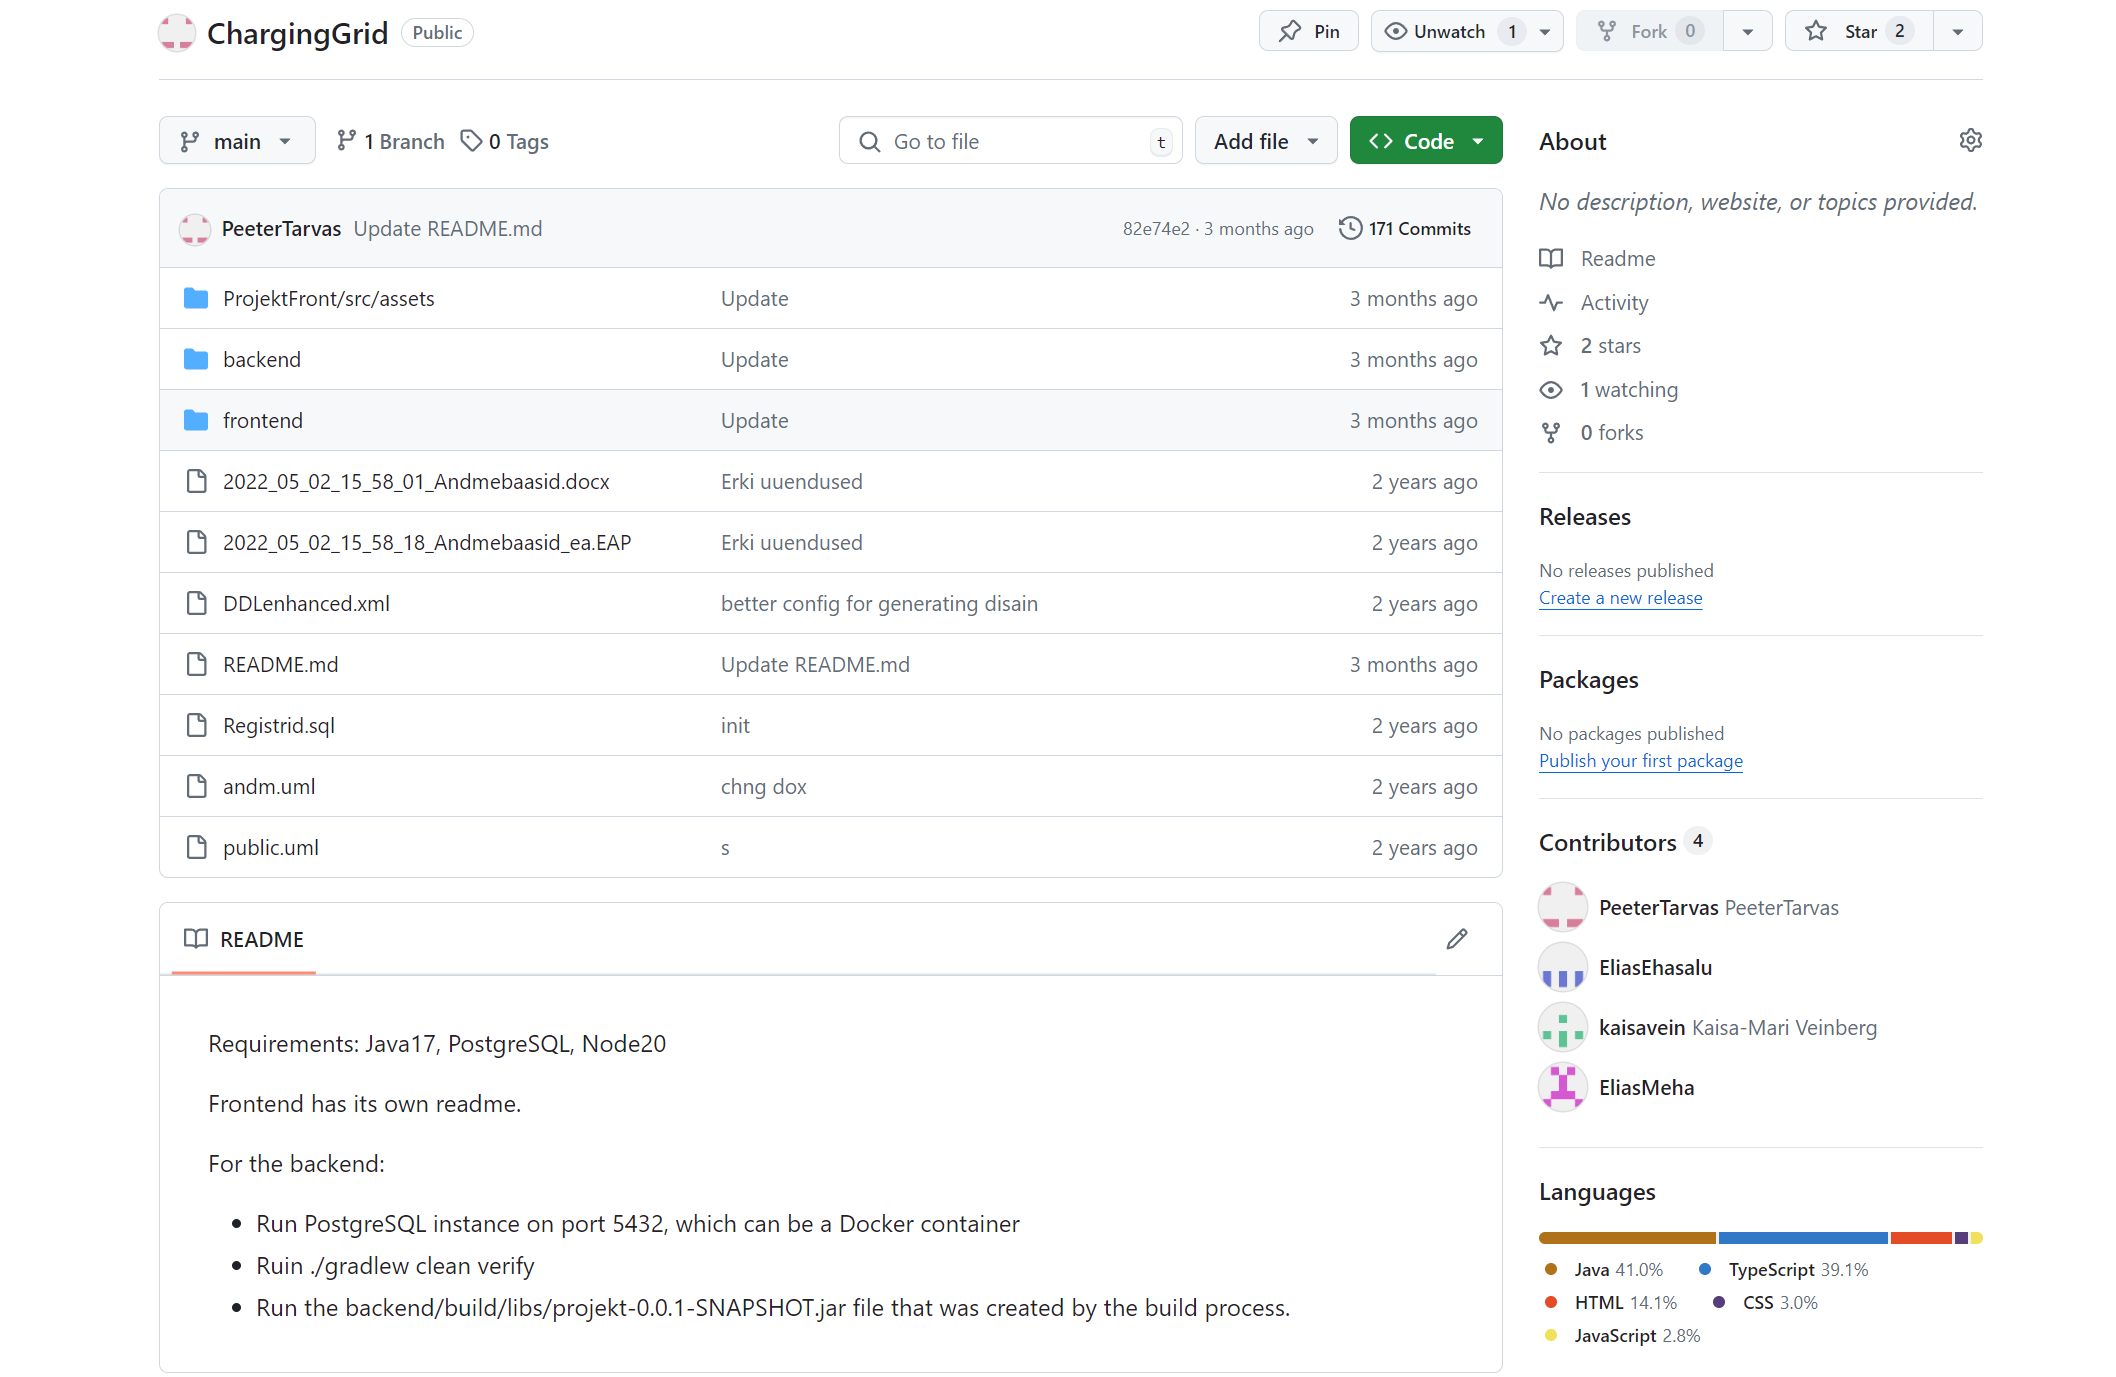 ChargingGrid Public Pin Unwatch 1 Fork 0 Star 2
main 1 Branch 0 Tags Go to file t Add file Code
PeeterTarvas Update README.md 82e74e2 · 3 months ago 171 Commits
ProjektFront/src/assets Update 3 months ago
backend Update 3 months ago
frontend Update 3 months ago
2022_05_02_15_58_01_Andmebaasid.docx Erki uuendused 2 years ago
2022_05_02_15_58_18_Andmebaasid_ea.EAP Erki uuendused 2 years ago
DDLenhanced.xml better config for generating disain 2 years ago
README.md Update README.md 3 months ago
Registrid.sql init 2 years ago
andm.uml chng dox 2 years ago
public.uml s 2 years ago
README
Requirements: Java17, PostgreSQL, Node20
Frontend has its own readme.
For the backend:
• Run PostgreSQL instance on port 5432, which can be a Docker container
• Ruin ./gradlew clean verify
• Run the backend/build/libs/projekt-0.0.1-SNAPSHOT.jar file that was created by the build process.
About
No description, website, or topics provided.
Readme
Activity
2 stars
1 watching
0 forks
Releases
No releases published
Create a new release
Packages
No packages published
Publish your first package
Contributors 4
PeeterTarvas PeeterTarvas
EliasEhasalu
kaisavein Kaisa-Mari Veinberg
EliasMeha
Languages
Java 41.0% TypeScript 39.1%
HTML 14.1% CSS 3.0%
JavaScript 2.8%